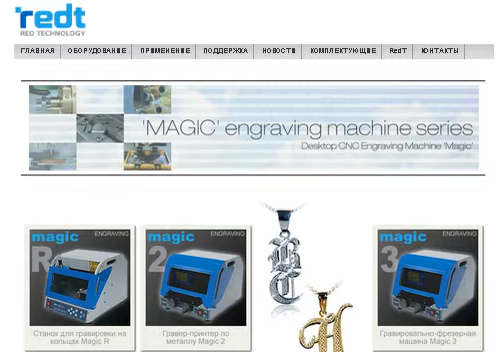 redt
RED TECHNOLOGY
ГЛАВНАЯ ОБОРУДОВАНИЕ ПРИМЕНЕНИЕ ПОДДЕРЖКА НОВОСТИ КОМПЛЕКТУЮЩИЕ RedT КОНТАКТЫ
'MAGIC' engraving machine series
Desktop CNC Engraving Machine 'Magic'
magic ENGRAVING
R
magic ENGRAVING
2
magic ENGRAVING
3
Станок для гравировки на
кольцах Magic R
Гравер-принтер по
металлу Magic 2
Гравировально-фрезерная
машина Magic 3